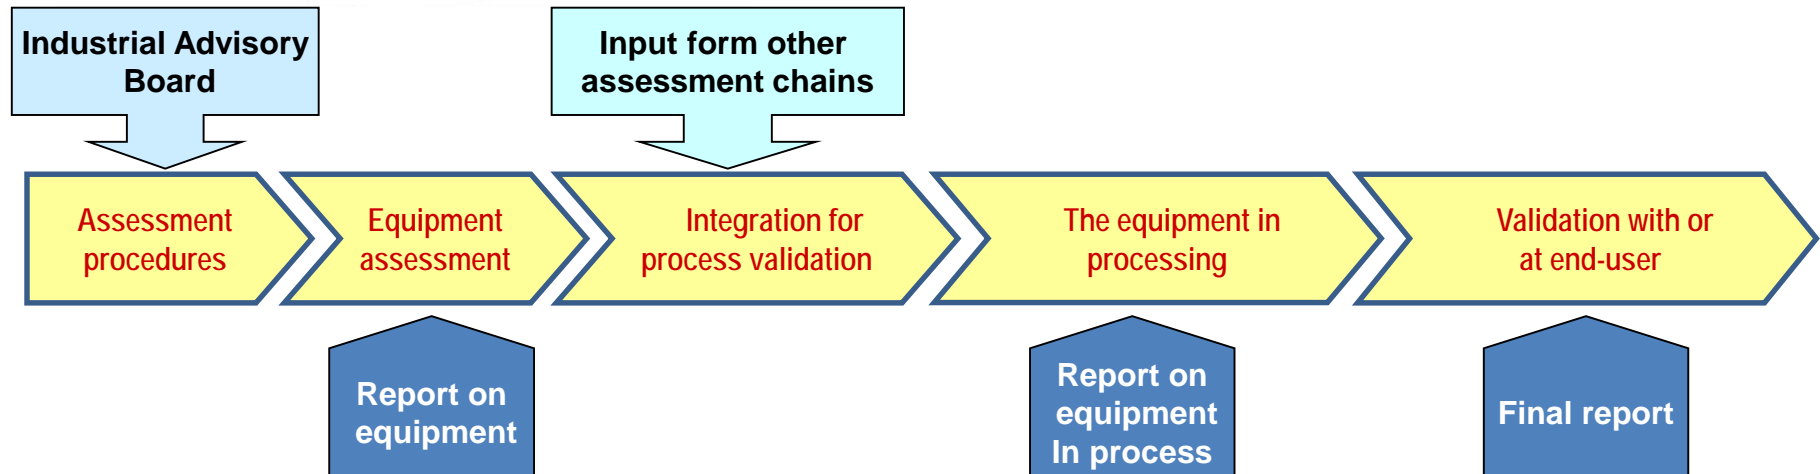 Industrial Advisory
Board
Input form other
assessment chains
Assessment
procedures
Equipment
assessment
Integration for
process validation
The equipment in
processing
Validation with or
at end-user
Report on
equipment
Report on
equipment
In process
Final report